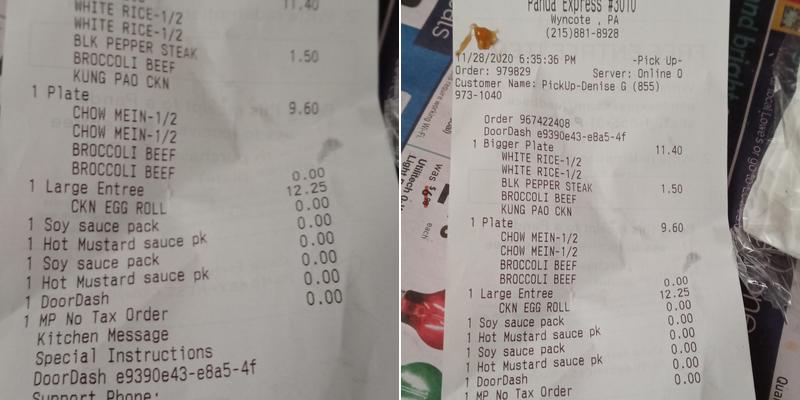 WHITE RICE-1/2 11.40
WHITE RICE-1/2
BLK PEPPER STEAK
BROCCOLI BEEF 1.50
KUNG PAO CKN
1 Plate
CHOW MEIN-1/2 9.60
CHOW MEIN-1/2
BROCCOLI BEEF
BROCCOLI BEEF
0.00
1 Large Entree 12.25
CKN EGG ROLL 0.00
1 Soy sauce pack 0.00
1 Hot Mustard sauce pk 0.00
1 Soy sauce pack 0.00
1 Hot Mustard sauce pk 0.00
1 DoorDash 0.00
1 MP No Tax Order
Kitchen Message
Special Instructions
DoorDash e9390e43-e8a5-4f
Support Phone:
Panda Express #3010
Wyncote , PA
(215)881-8928
11/28/2020 6:35:36 PM -Pick Up-
Order: 979829 Server: Online O
Customer Name: PickUp-Denise G (855)
973-1040
Order 967422408
DoorDash e9390e43-e8a5-4f
1 Bigger Plate 11.40
WHITE RICE-1/2
WHITE RICE-1/2
BLK PEPPER STEAK 1.50
BROCCOLI BEEF
KUNG PAO CKN
1 Plate 9.60
CHOW MEIN-1/2
CHOW MEIN-1/2
BROCCOLI BEEF
BROCCOLI BEEF 0.00
1 Large Entree 12.25
CKN EGG ROLL 0.00
1 Soy sauce pack 0.00
1 Hot Mustard sauce pk 0.00
1 Soy sauce pack 0.00
1 Hot Mustard sauce pk 0.00
1 DoorDash 0.00
1 MP No Tax Order
was
each
nd bright